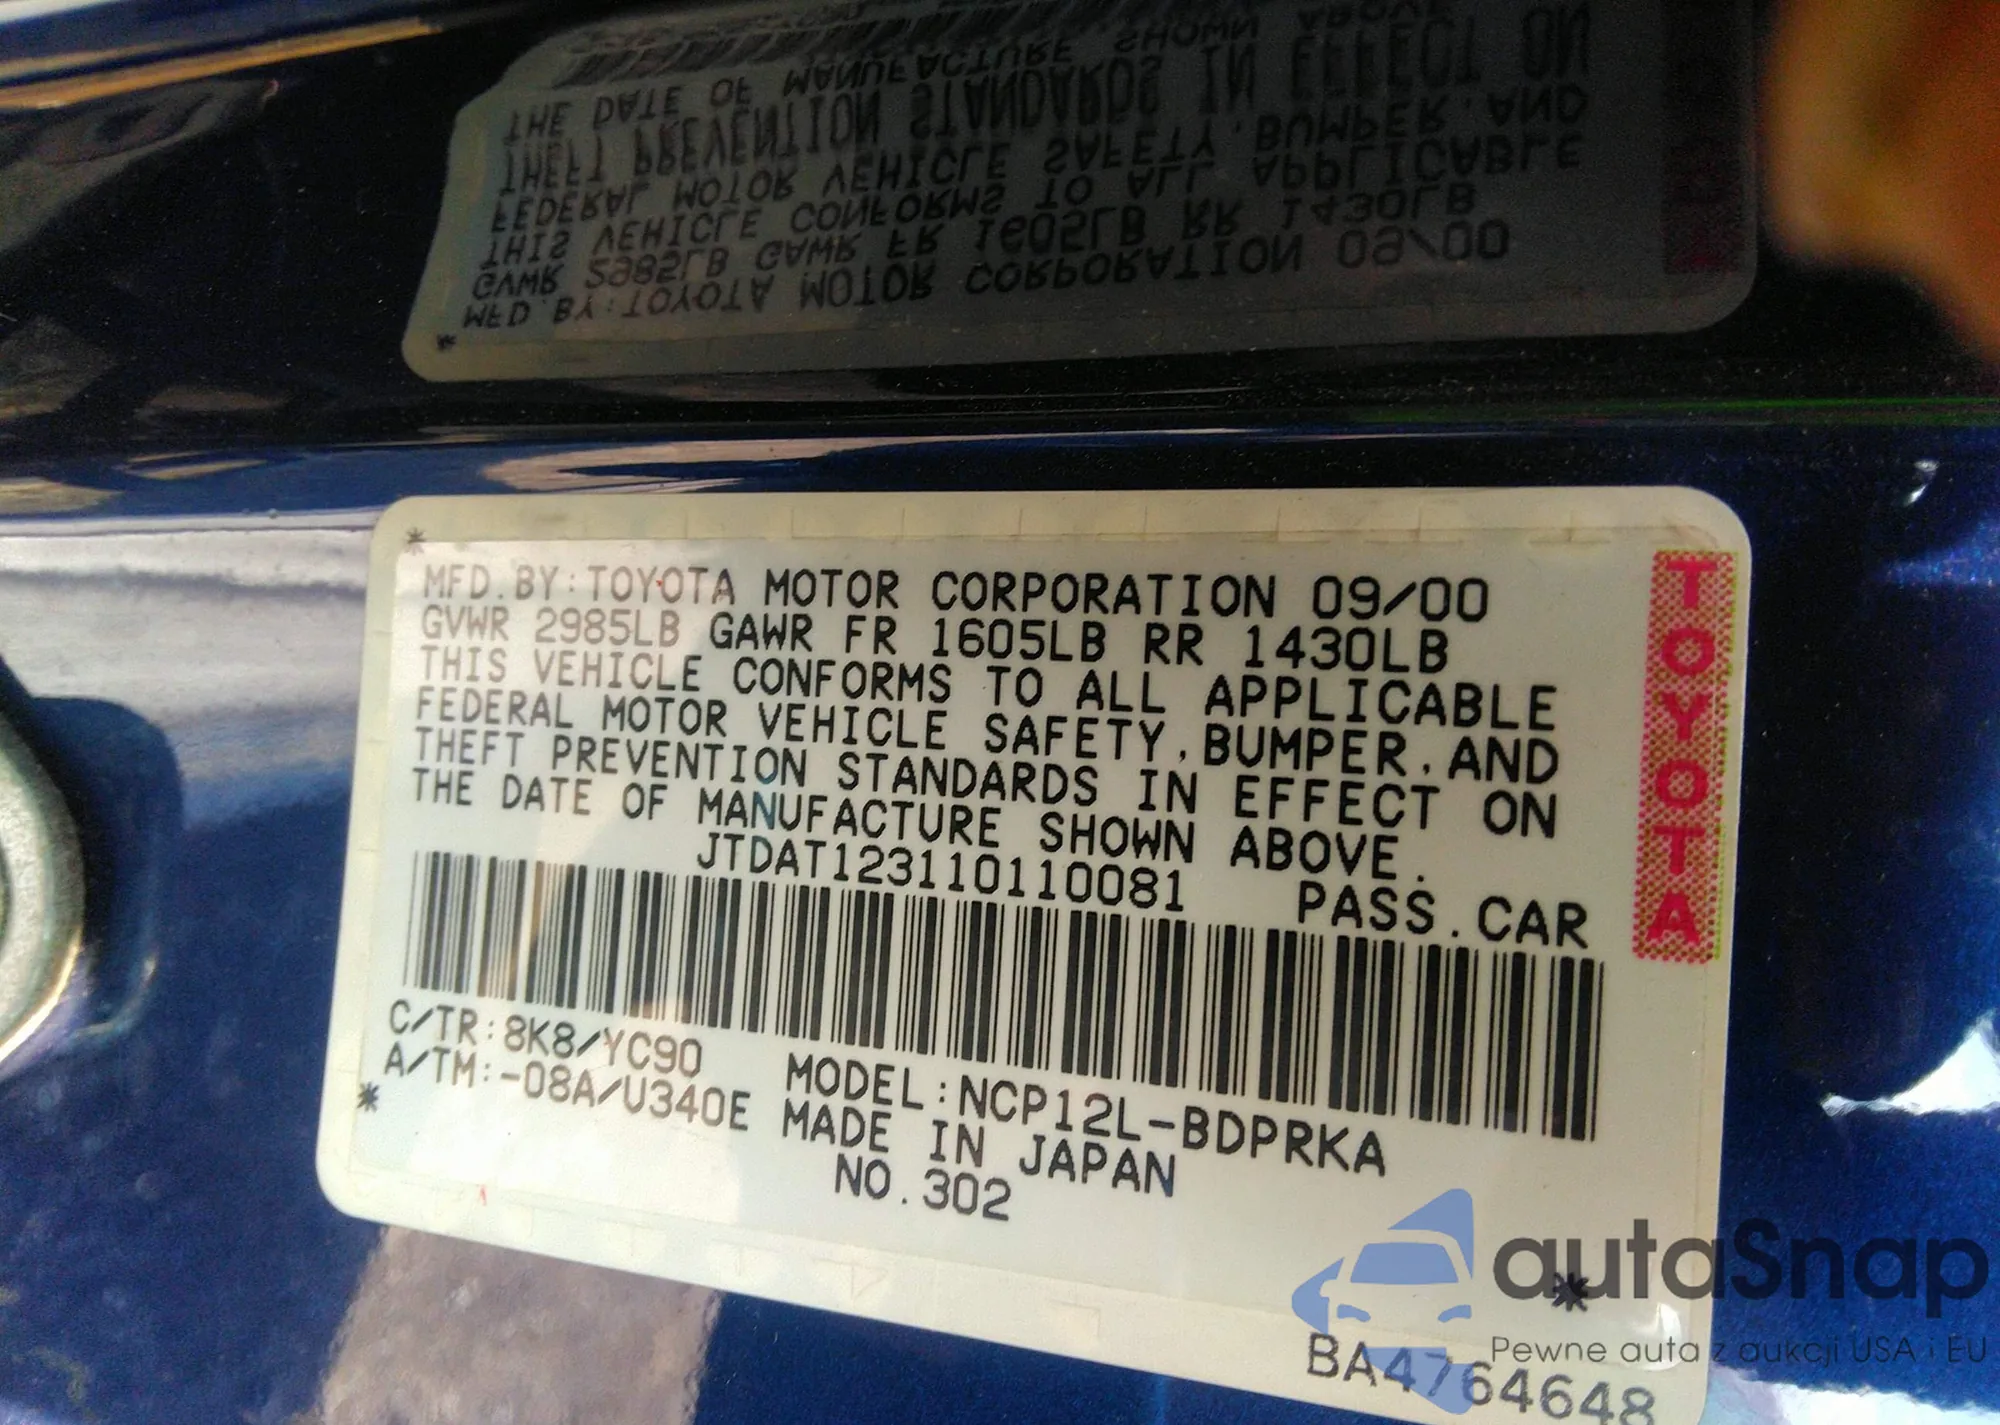 MFD.BY:TOYOTA MOTOR CORPORATION 09/00
GVWR 2985LB GAWR FR 1605LB RR 1430LB
THIS VEHICLE CONFORMS TO ALL APPLICABLE
FEDERAL MOTOR VEHICLE SAFETY,BUMPER,AND
THEFT PREVENTION STANDARDS IN EFFECT ON
THE DATE OF MANUFACTURE SHOWN ABOVE.
JTDAT123110110081 PASS.CAR
C/TR:8K8/YC90
A/TM:-08A/U340E
MODEL:NCP12L-BDPRKA
MADE IN JAPAN
NO.302
TOYOTA
BA4764648
autaSnap
Pewne auta z aukcji USA i EU